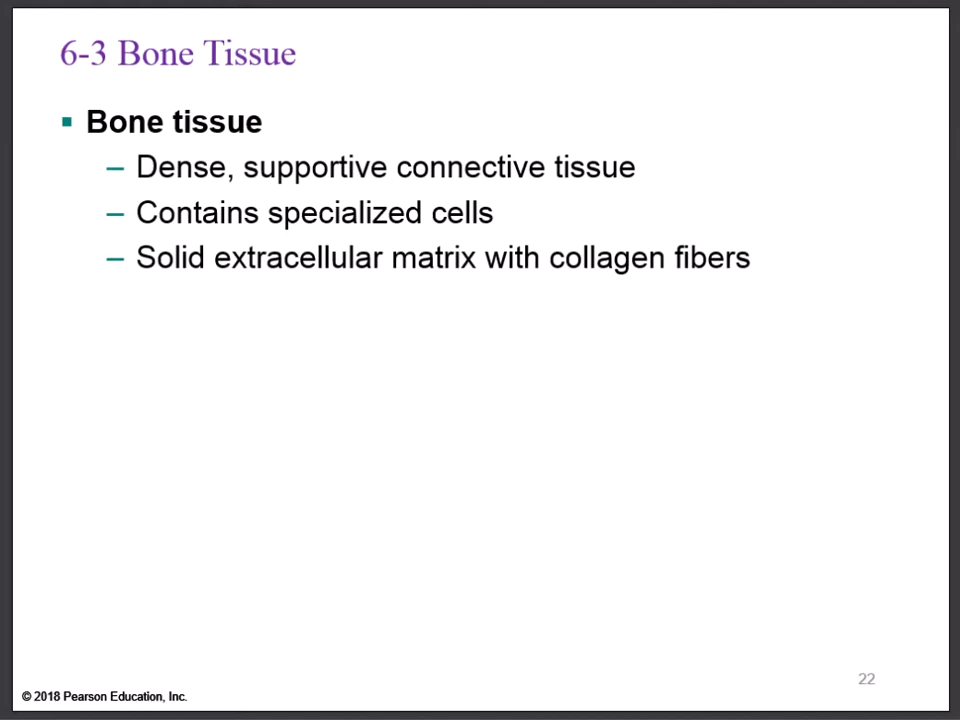 6-3 Bone Tissue
▪ Bone tissue
– Dense, supportive connective tissue
– Contains specialized cells
– Solid extracellular matrix with collagen fibers
22
© 2018 Pearson Education, Inc.